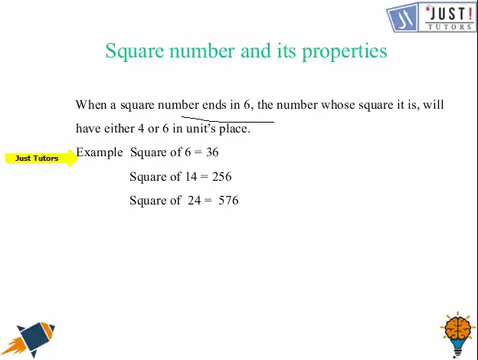 'JUST!
TUTORS
Square number and its properties
When a square number ends in 6, the number whose square it is, will
have either 4 or 6 in unit's place.
Just Tutors
Example Square of 6 = 36
Square of 14 = 256
Square of 24 = 576